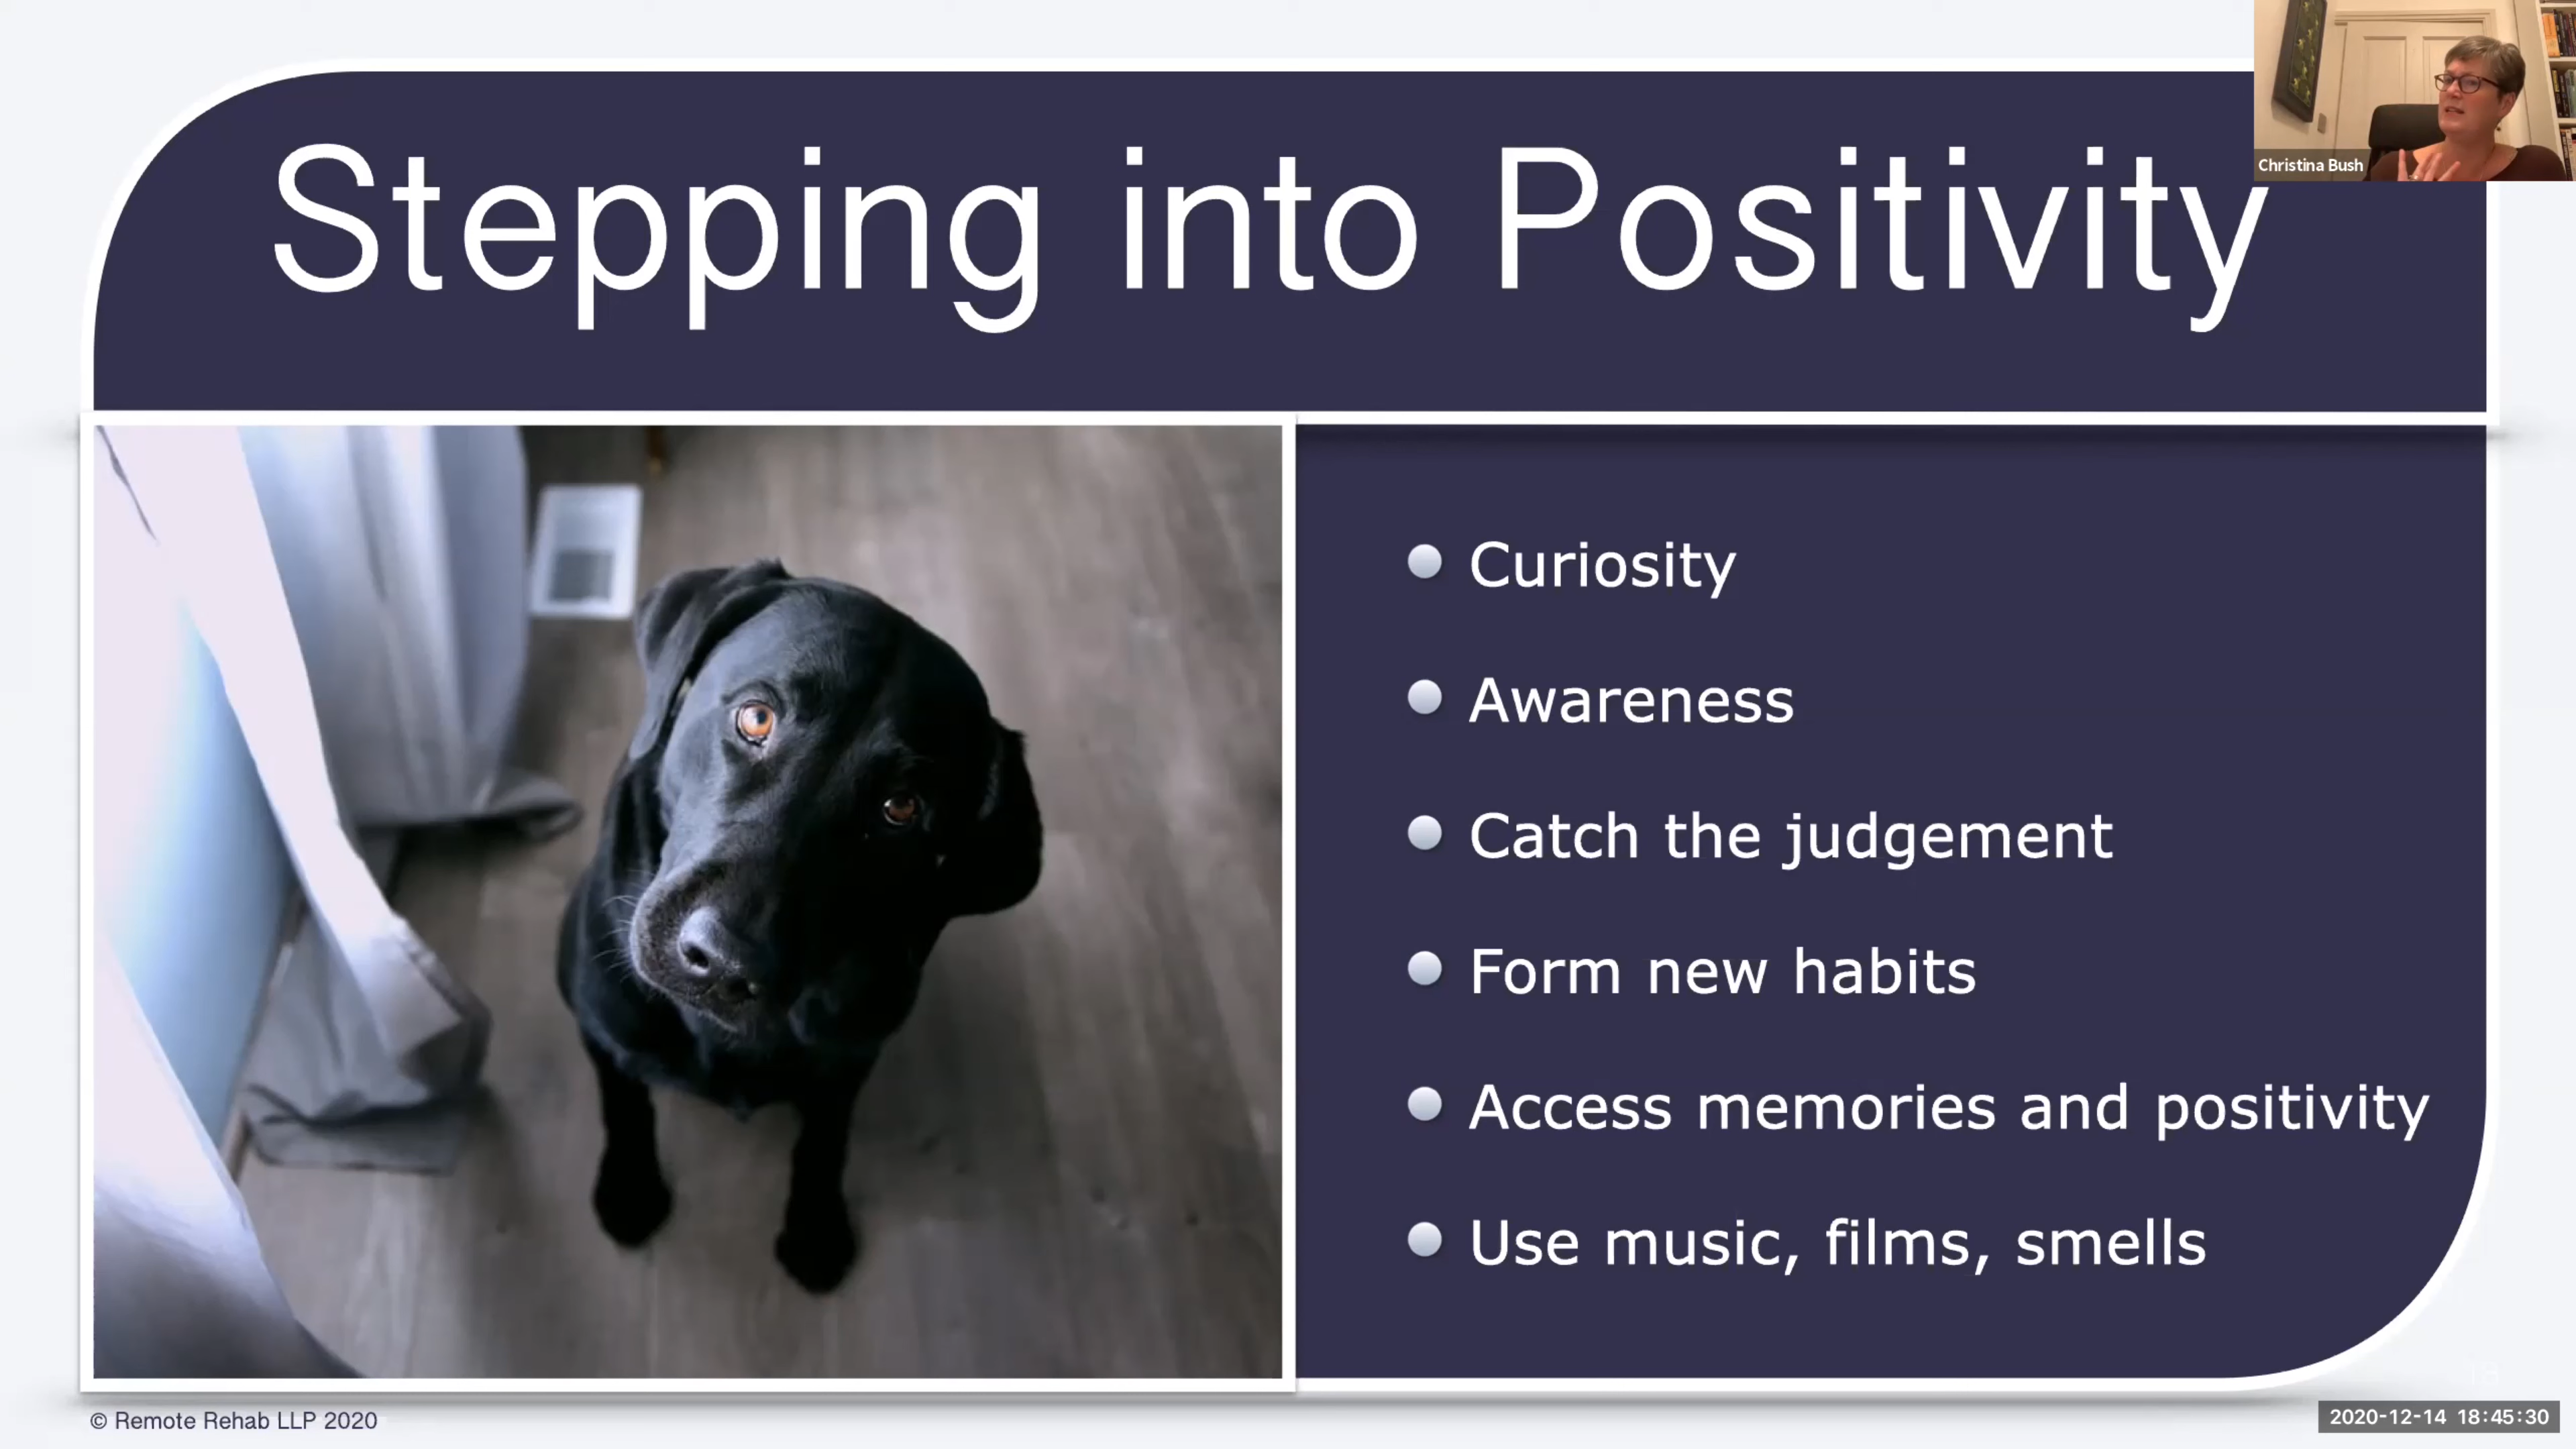 Stepping into Positivity
Christina Bush
Curiosity
Awareness
Catch the judgement
Form new habits
Access memories and positivity
Use music, films, smells
© Remote Rehab LLP 2020
2020-12-14 18:45:30